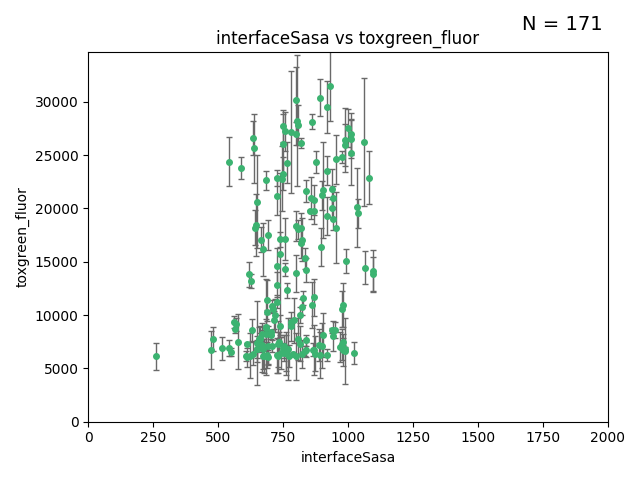 N = 171
interfaceSasa vs toxgreen_fluor
toxgreen_fluor
30000
25000
20000
15000
10000
5000
0
0 250 500 750 1000 1250 1500 1750 2000
interfaceSasa